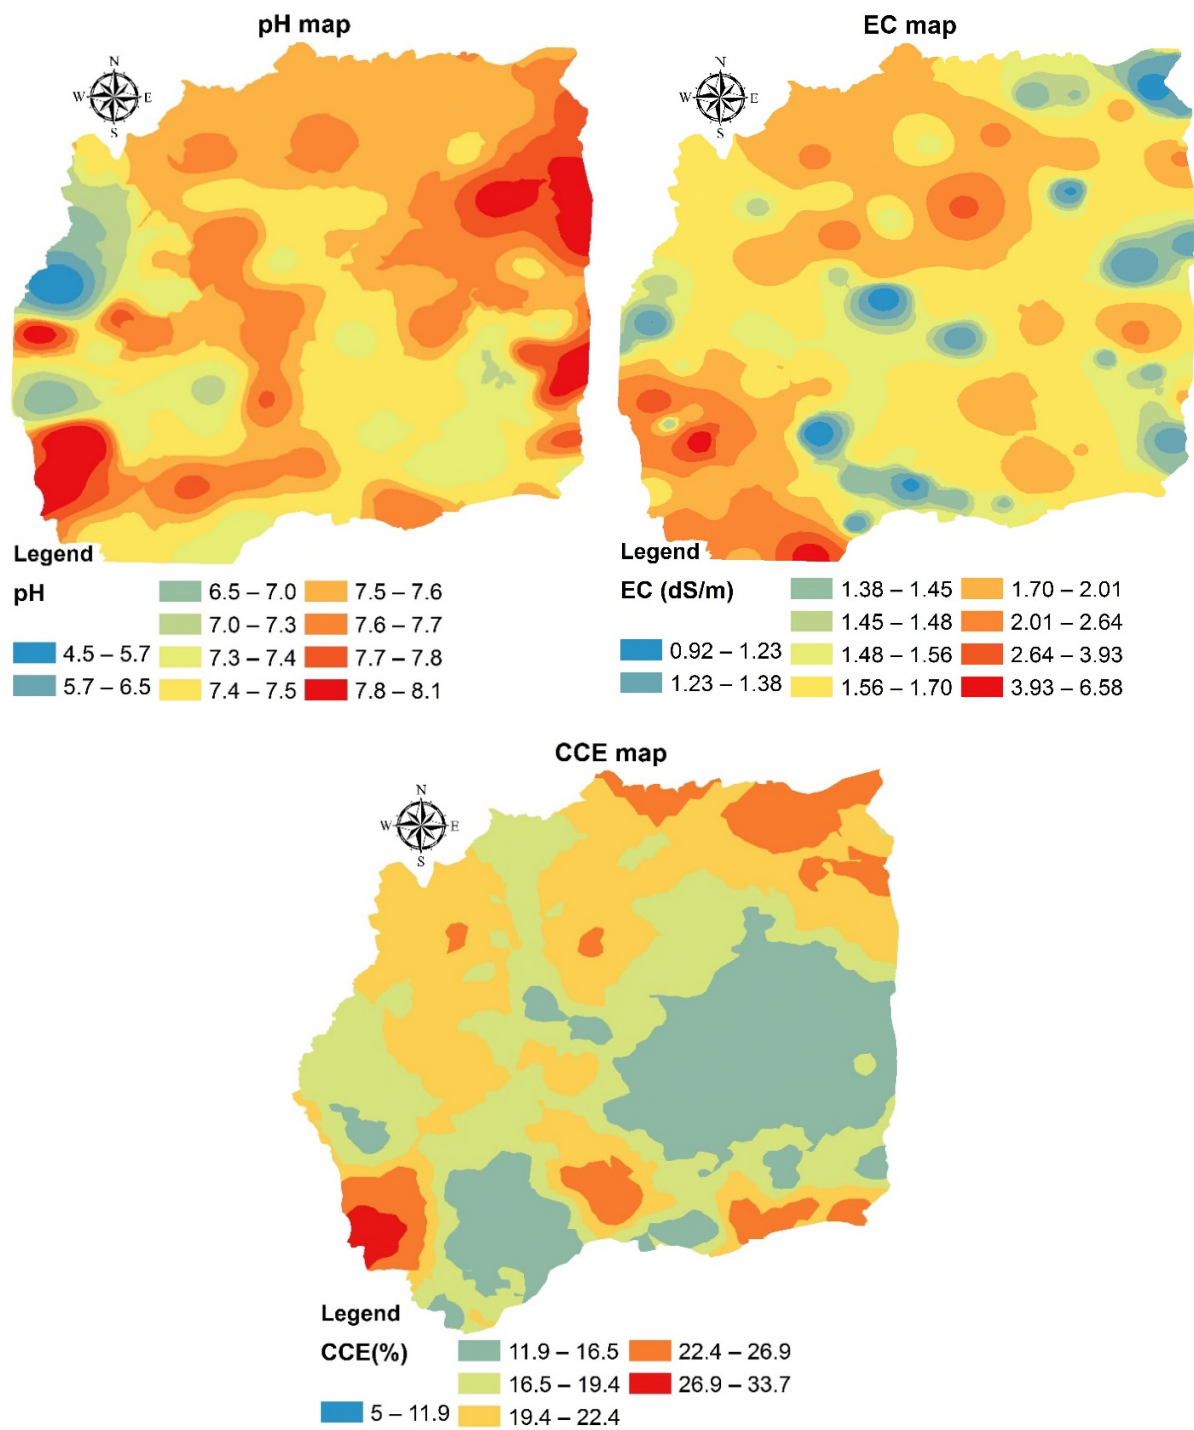 pH map
N
W E
S
Legend
pH
4.5 – 5.7
5.7 – 6.5
6.5 – 7.0
7.0 – 7.3
7.3 – 7.4
7.4 – 7.5
7.5 – 7.6
7.6 – 7.7
7.7 – 7.8
7.8 – 8.1
EC map
N
W E
S
Legend
EC (dS/m)
0.92 – 1.23
1.23 – 1.38
1.38 – 1.45
1.45 – 1.48
1.48 – 1.56
1.56 – 1.70
1.70 – 2.01
2.01 – 2.64
2.64 – 3.93
3.93 – 6.58
CCE map
N
W E
S
Legend
CCE(%)
5 – 11.9
11.9 – 16.5
16.5 – 19.4
19.4 – 22.4
22.4 – 26.9
26.9 – 33.7